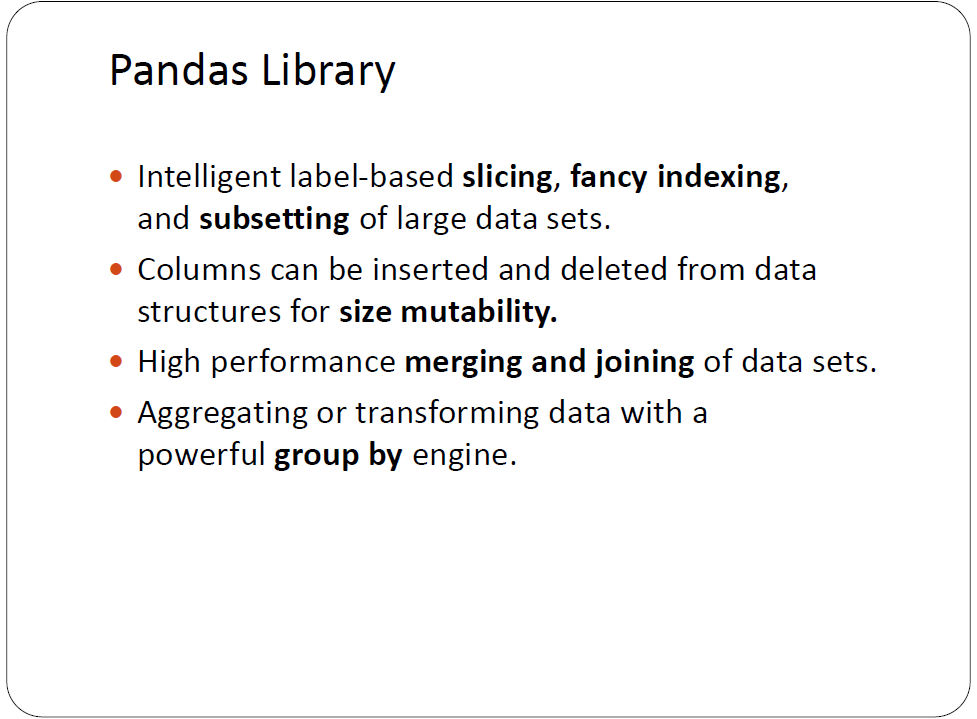 Pandas Library
• Intelligent label-based slicing, fancy indexing,
and subsetting of large data sets.
• Columns can be inserted and deleted from data
structures for size mutability.
• High performance merging and joining of data sets.
• Aggregating or transforming data with a
powerful group by engine.